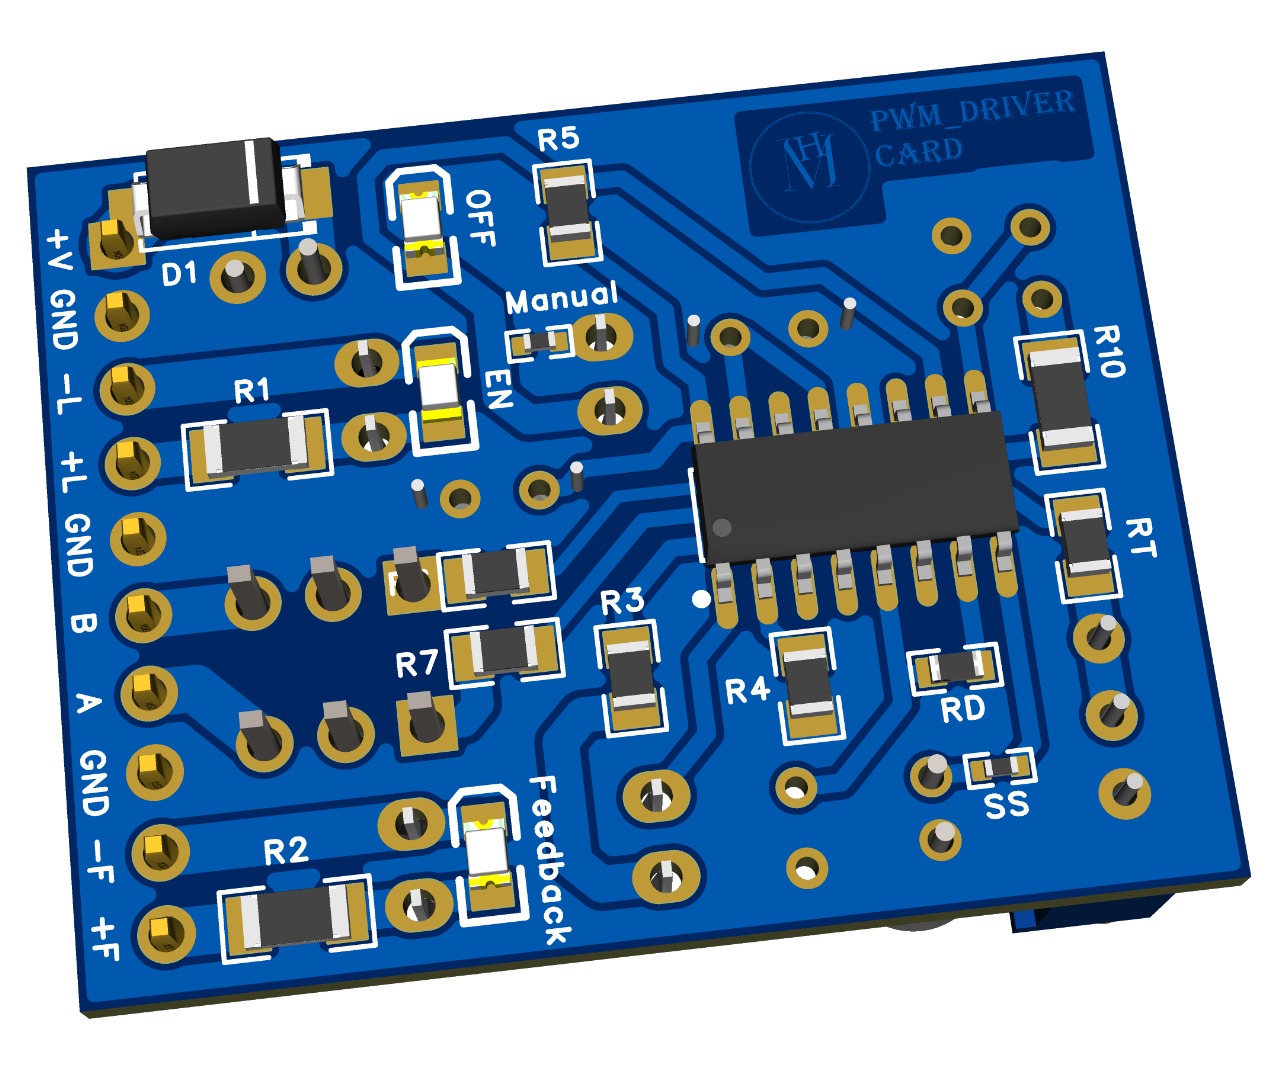 PWM_DRIVER
CARD
R5
OFF
+V
D1
GND
Manual
R10
-L
R1
EN
+L
GND
RT
B
R3
R7
A
R4
RD
GND
SS
Feedback
-F
R2
+F